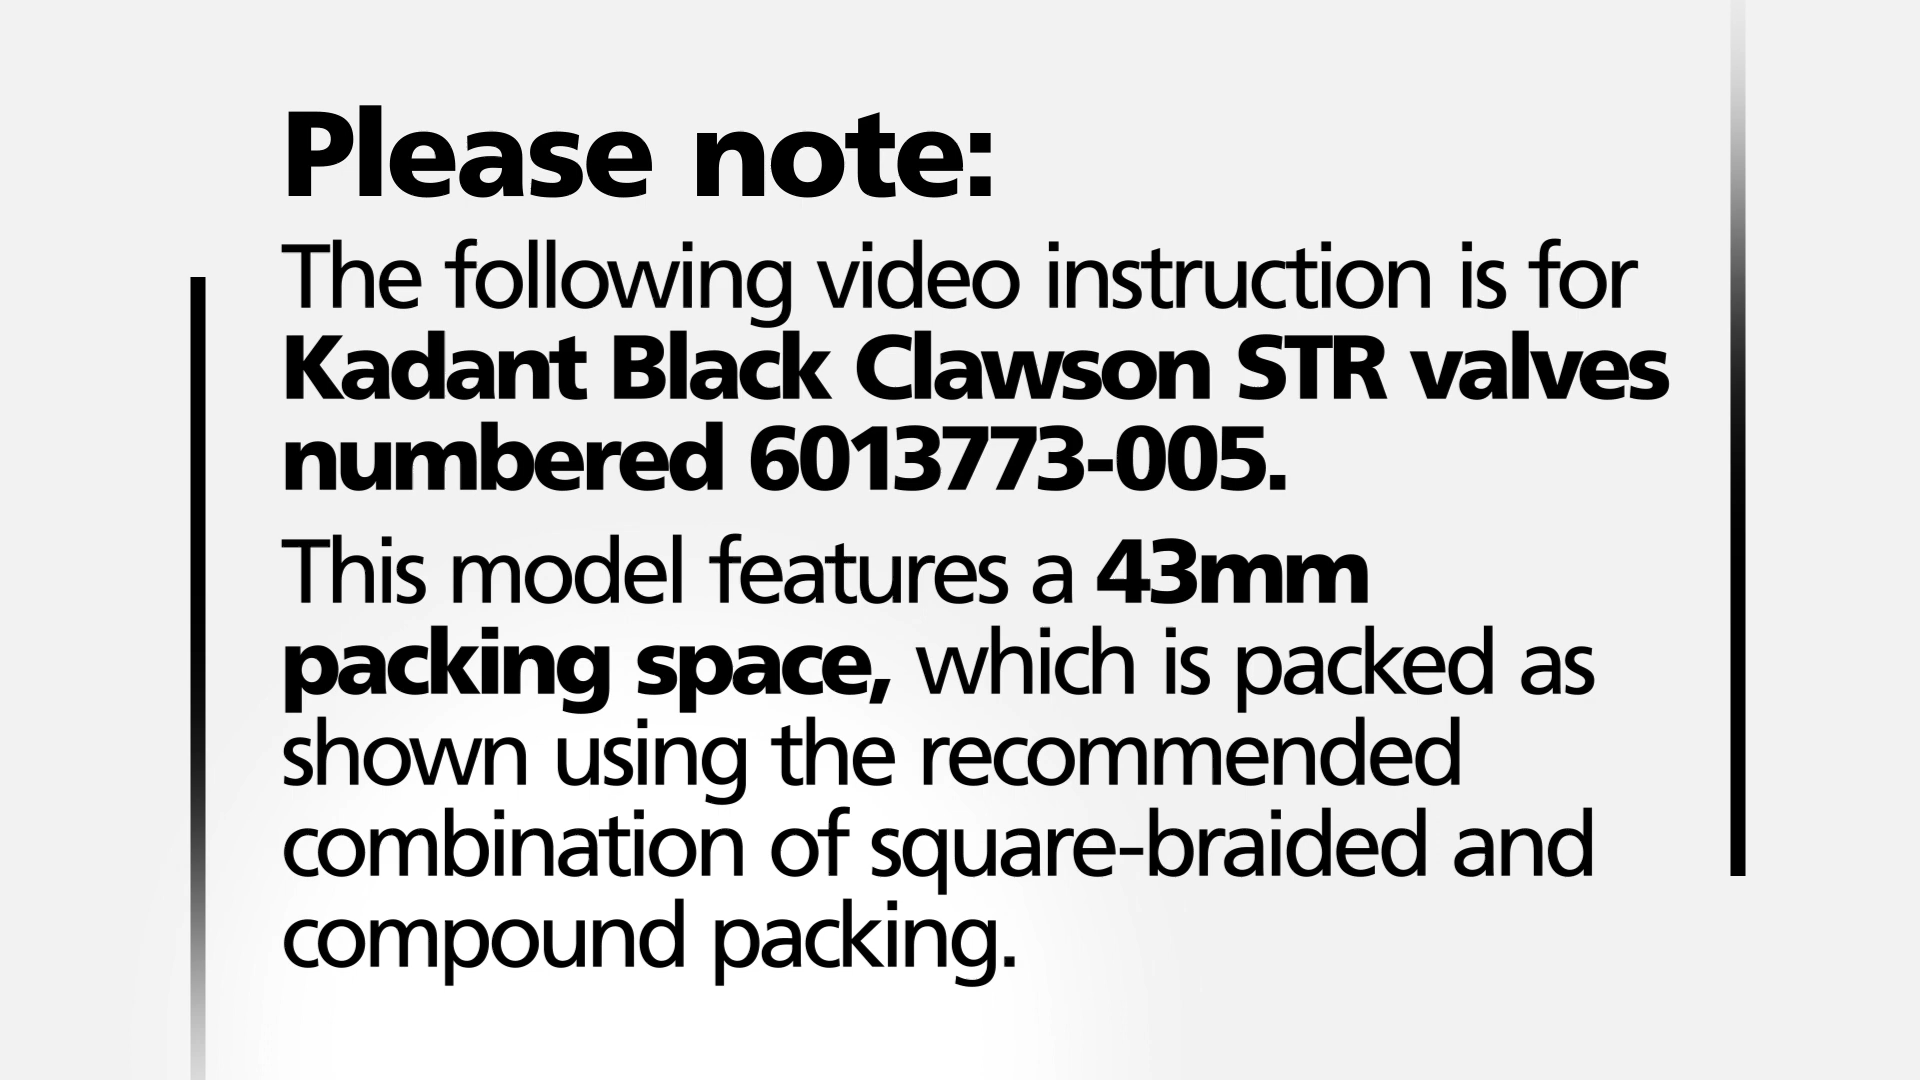 Please note:
The following video instruction is for
Kadant Black Clawson STR valves
numbered 6013773-005.
This model features a 43mm
packing space, which is packed as
shown using the recommended
combination of square-braided and
compound packing.